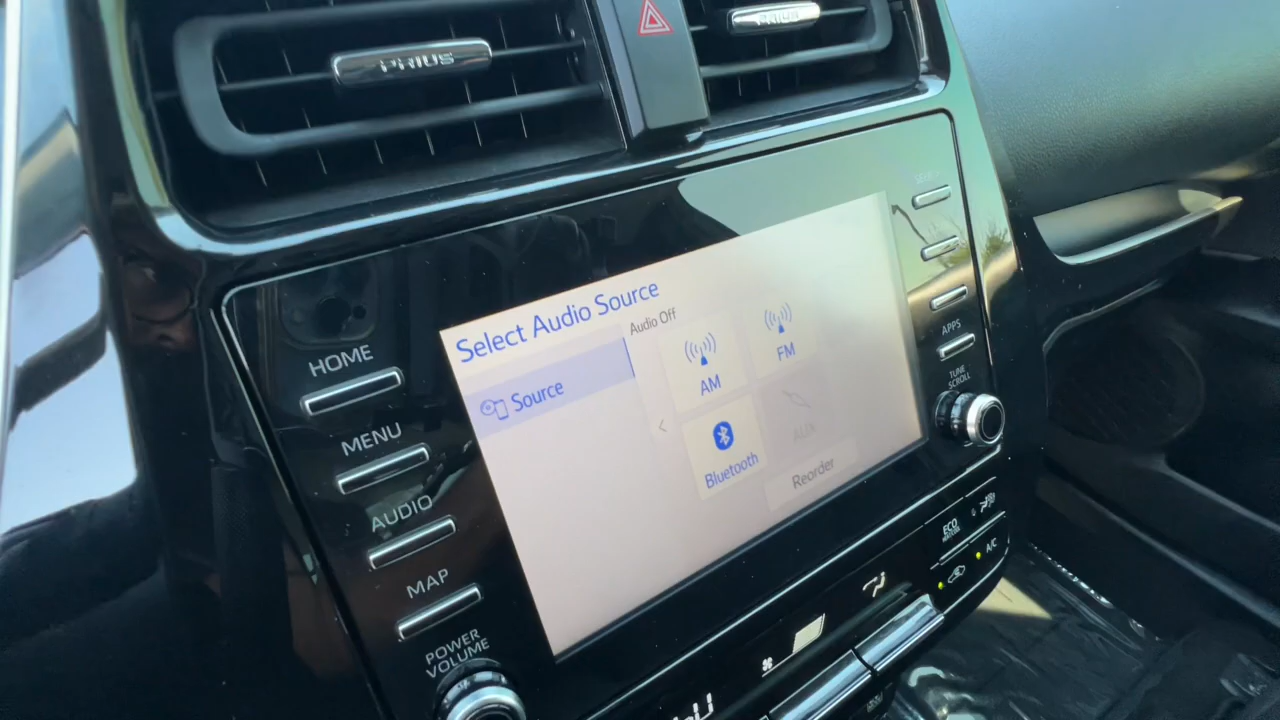 PRIUS
PRIUS
HOME
MENU
AUDIO
MAP
POWER
VOLUME
Select Audio Source
Audio Off
Source
AM
FM
Bluetooth
AUX
Reorder
APPS
TUNE
SCROLL
ECO
A/C